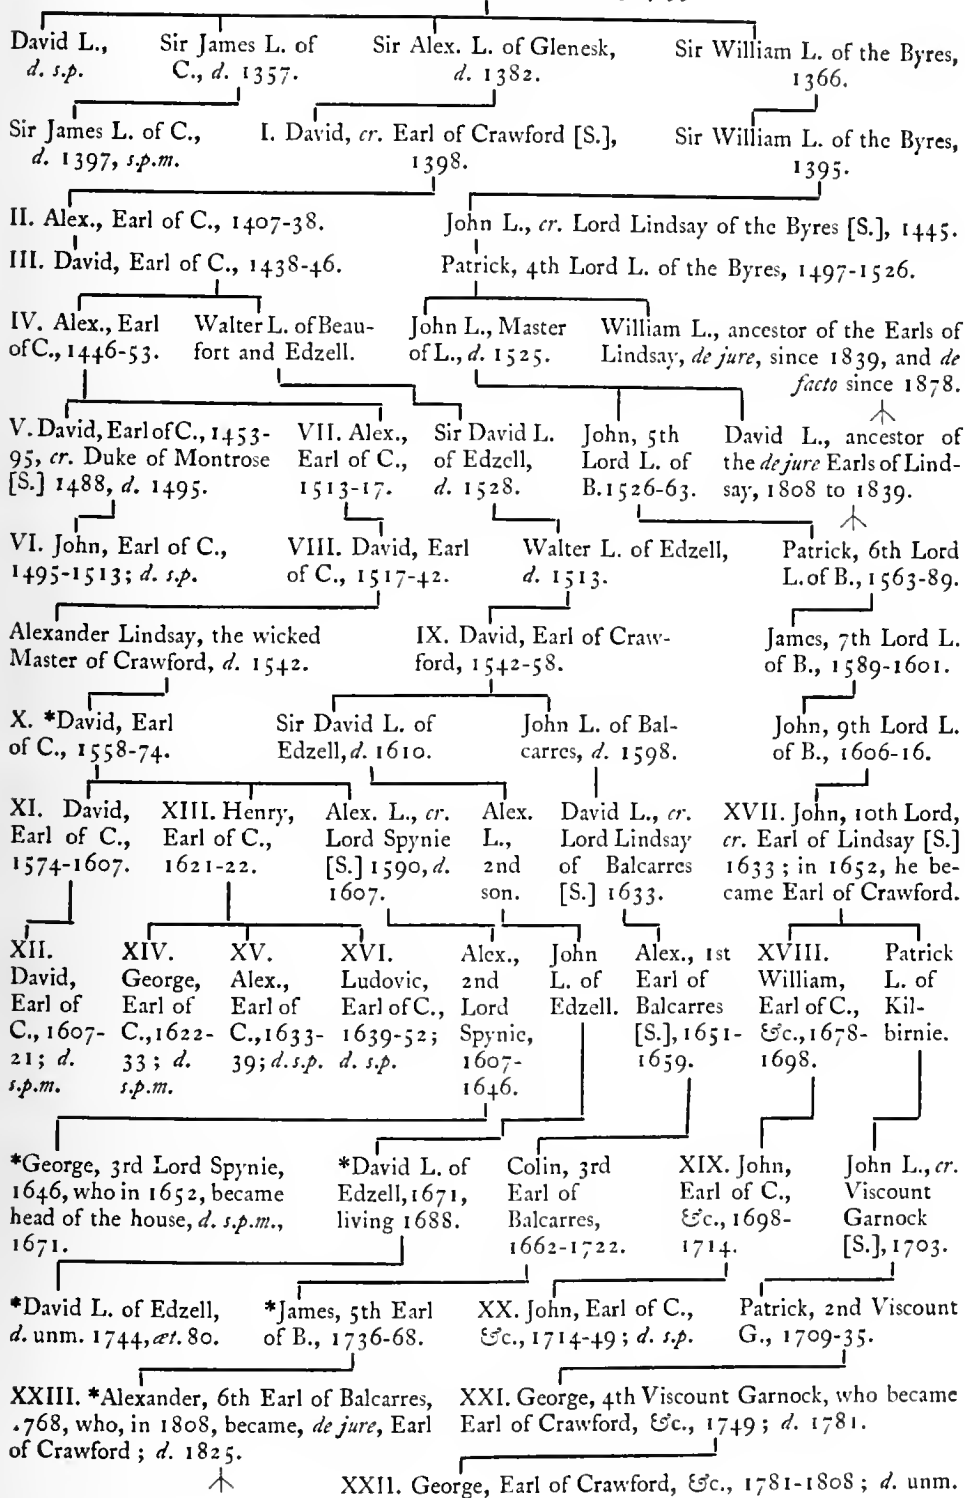 David L.,
d. s.p.
Sir James L. of
C., d. 1357.
Sir Alex. L. of Glenesk,
d. 1382.
Sir William L. of the Byres,
1366.
Sir James L. of C.,
d. 1397, s.p.m.
I. David, cr. Earl of Crawford [S.],
1398.
Sir William L. of the Byres,
1395.
II. Alex., Earl of C., 1407-38.
John L., cr. Lord Lindsay of the Byres [S.], 1445.
III. David, Earl of C., 1438-46.
Patrick, 4th Lord L. of the Byres, 1497-1526.
IV. Alex., Earl
of C., 1446-53.
Walter L. of Beau-
fort and Edzell.
John L., Master
of L., d. 1525.
William L., ancestor of the Earls of
Lindsay, de jure, since 1839, and de
facto since 1878.
V. David, Earl of C., 1453-
95, cr. Duke of Montrose
[S.] 1488, d. 1495.
VII. Alex.,
Earl of C.,
1513-17.
Sir David L.
of Edzell,
d. 1528.
John, 5th
Lord L. of
B. 1526-63.
David L., ancestor of
the de jure Earls of Lind-
say, 1808 to 1839.
VI. John, Earl of C.,
1495-1513; d. s.p.
VIII. David, Earl
of C., 1517-42.
Walter L. of Edzell,
d. 1513.
Patrick, 6th Lord
L. of B., 1563-89.
Alexander Lindsay, the wicked
Master of Crawford, d. 1542.
IX. David, Earl of Craw-
ford, 1542-58.
James, 7th Lord L.
of B., 1589-1601.
X. *David, Earl
of C., 1558-74.
Sir David L. of
Edzell, d. 1610.
John L. of Bal-
carres, d. 1598.
John, 9th Lord L.
of B., 1606-16.
XI. David,
Earl of C.,
1574-1607.
XIII. Henry,
Earl of C.,
1621-22.
Alex. L., cr.
Lord Spynie
[S.] 1590, d.
1607.
Alex.
L.,
2nd
son.
David L., cr.
Lord Lindsay
of Balcarres
[S.] 1633.
XVII. John, 10th Lord,
cr. Earl of Lindsay [S.]
1633; in 1652, he be-
came Earl of Crawford.
XII.
David,
Earl of
C., 1607-
21; d.
s.p.m.
XIV.
George,
Earl of
C., 1622-
33; d.
s.p.m.
XV.
Alex.,
Earl of
C., 1633-
39; d.s.p.
XVI.
Ludovic,
Earl of C.,
1639-52;
d. s.p.
Alex.,
2nd
Lord
Spynie,
1607-
1646.
John
L. of
Edzell.
Alex., 1st
Earl of
Balcarres
[S.], 1651-
1659.
XVIII.
William,
Earl of C.,
&c., 1678-
1698.
Patrick
L. of
Kil-
birnie.
*George, 3rd Lord Spynie,
1646, who in 1652, became
head of the house, d. s.p.m.,
1671.
*David L. of
Edzell, 1671,
living 1688.
Colin, 3rd
Earl of
Balcarres,
1662-1722.
XIX. John,
Earl of C.,
&c., 1698-
1714.
John L., cr.
Viscount
Garnock
[S.], 1703.
*David L. of Edzell,
d. unm. 1744, æt. 80.
*James, 5th Earl
of B., 1736-68.
XX. John, Earl of C.,
&c., 1714-49; d. s.p.
Patrick, 2nd Viscount
G., 1709-35.
XXIII. *Alexander, 6th Earl of Balcarres,
.768, who, in 1808, became, de jure, Earl
of Crawford; d. 1825.
XXI. George, 4th Viscount Garnock, who became
Earl of Crawford, &c., 1749; d. 1781.
XXII. George, Earl of Crawford, &c., 1781-1808; d. unm.